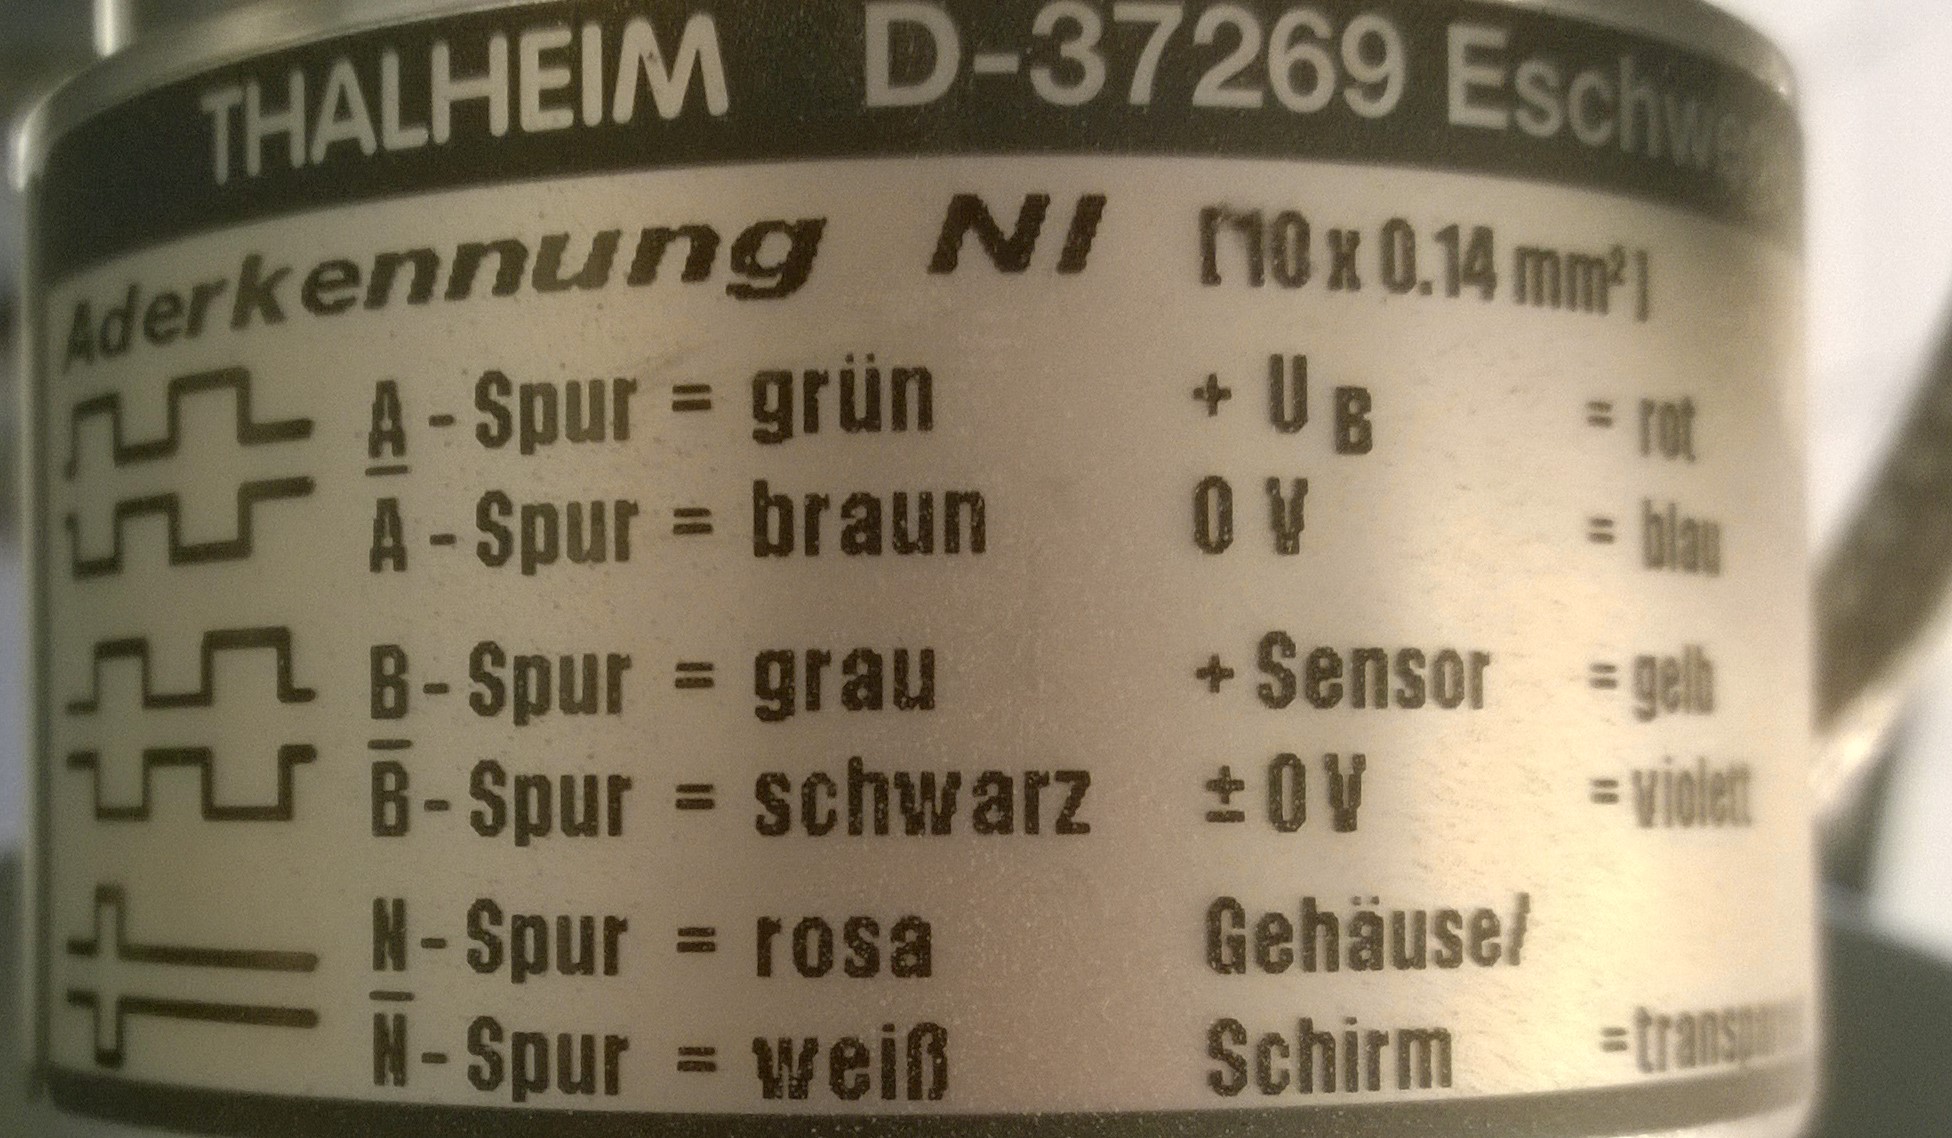 THALHEIM D-37269
Aderkennung NI [10 x 0.14 mm²]
A - Spur = grün + U B = rot
A̅ - Spur = braun 0 V = blau
B - Spur = grau + Sensor = gelb
B̅ - Spur = schwarz ± 0 V = violett
N - Spur = rosa Gehäuse/
N̅ - Spur = weiß Schirm =